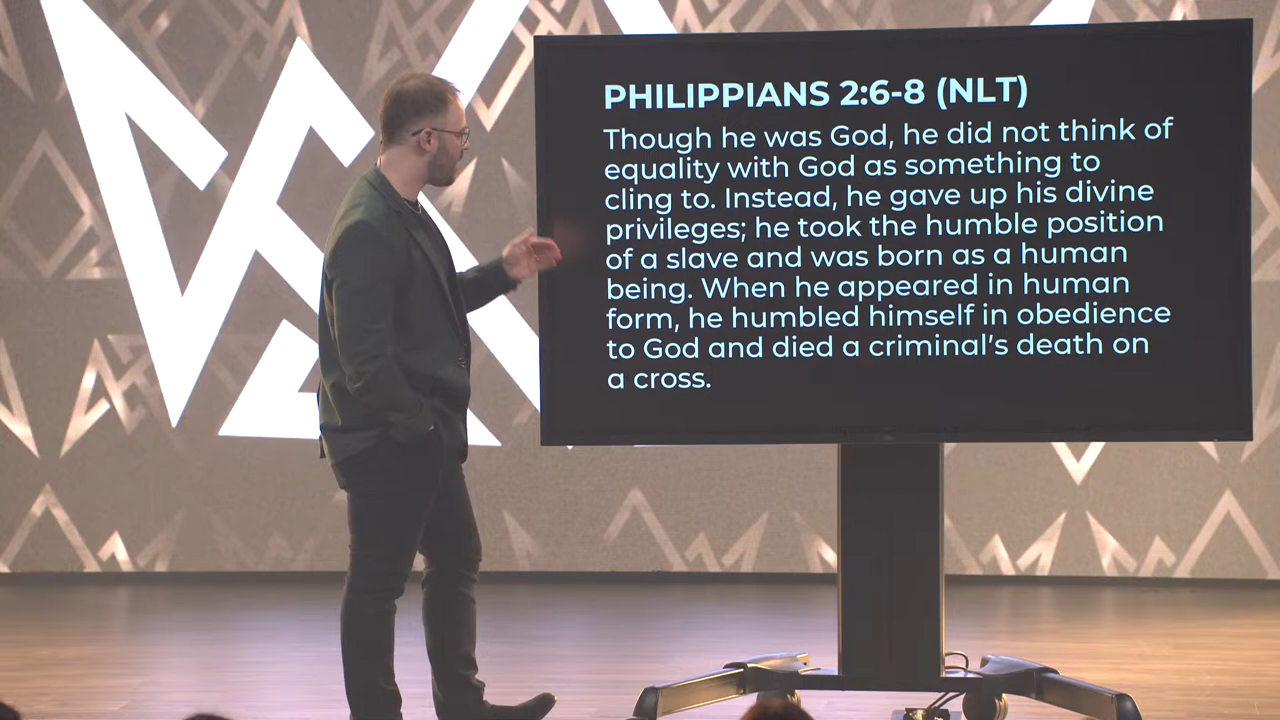 PHILIPPIANS 2:6-8 (NLT)
Though he was God, he did not think of
equality with God as something to
cling to. Instead, he gave up his divine
privileges; he took the humble position
of a slave and was born as a human
being. When he appeared in human
form, he humbled himself in obedience
to God and died a criminal's death on
a cross.